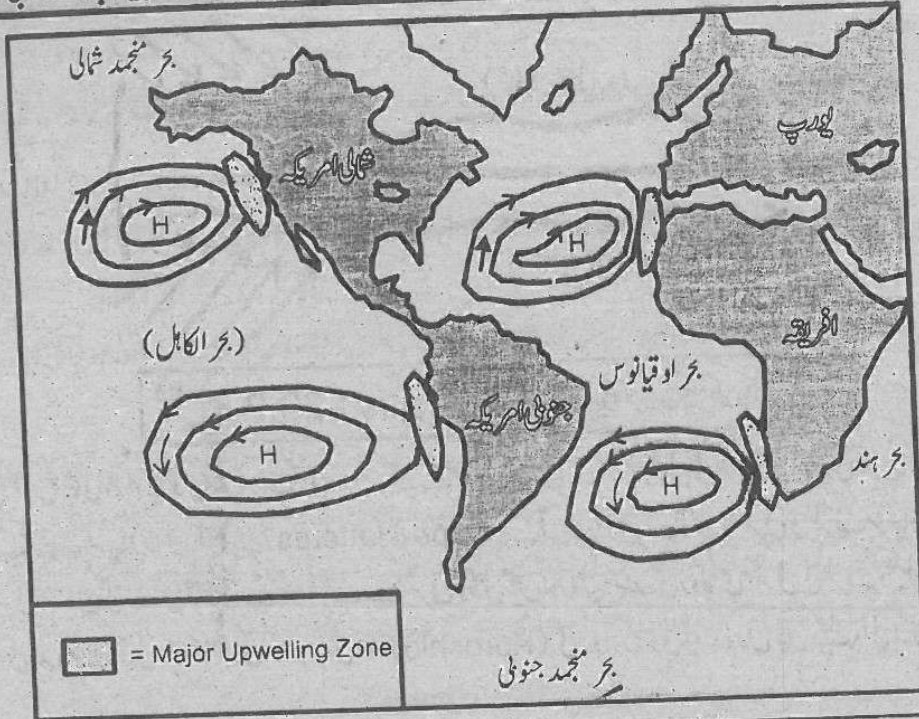 بحر منجمد شمالی
یورپ
شمالی امریکہ
H
H
افریقہ
(بحر الکاہل)
بحر اوقیانوس
جنوبی امریکہ
بحر ہند
H
H
= Major Upwelling Zone
بحر منجمد جنوبی